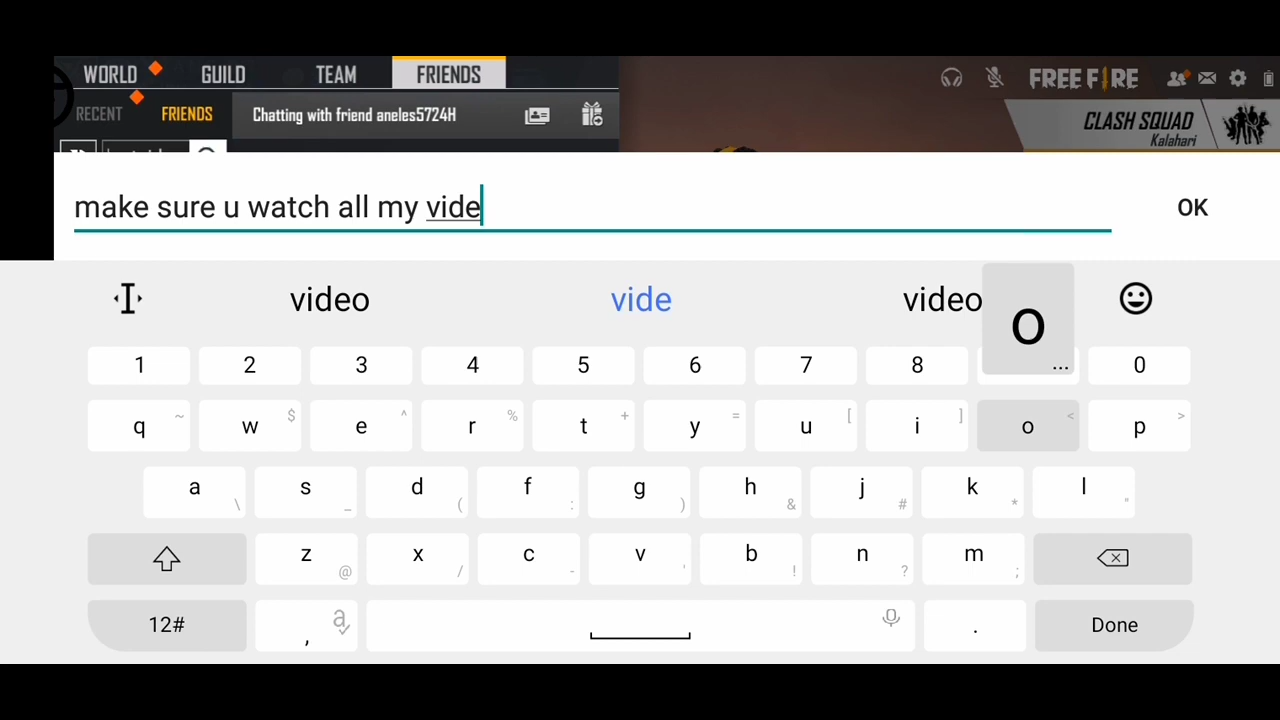 WORLD GUILD TEAM FRIENDS
FREE FIRE
RECENT FRIENDS Chatting with friend aneles5724H
CLASH SQUAD
Kalahari
make sure u watch all my vide
OK
video vide video
o
1 2 3 4 5 6 7 8 0
q ~ w $ e ^ r % t + y = u [ i ] o < p >
a \ s _ d ( f : g ) h & j # k * l "
z @ x / c - v ' b ! n ? m ;
12# , a . Done